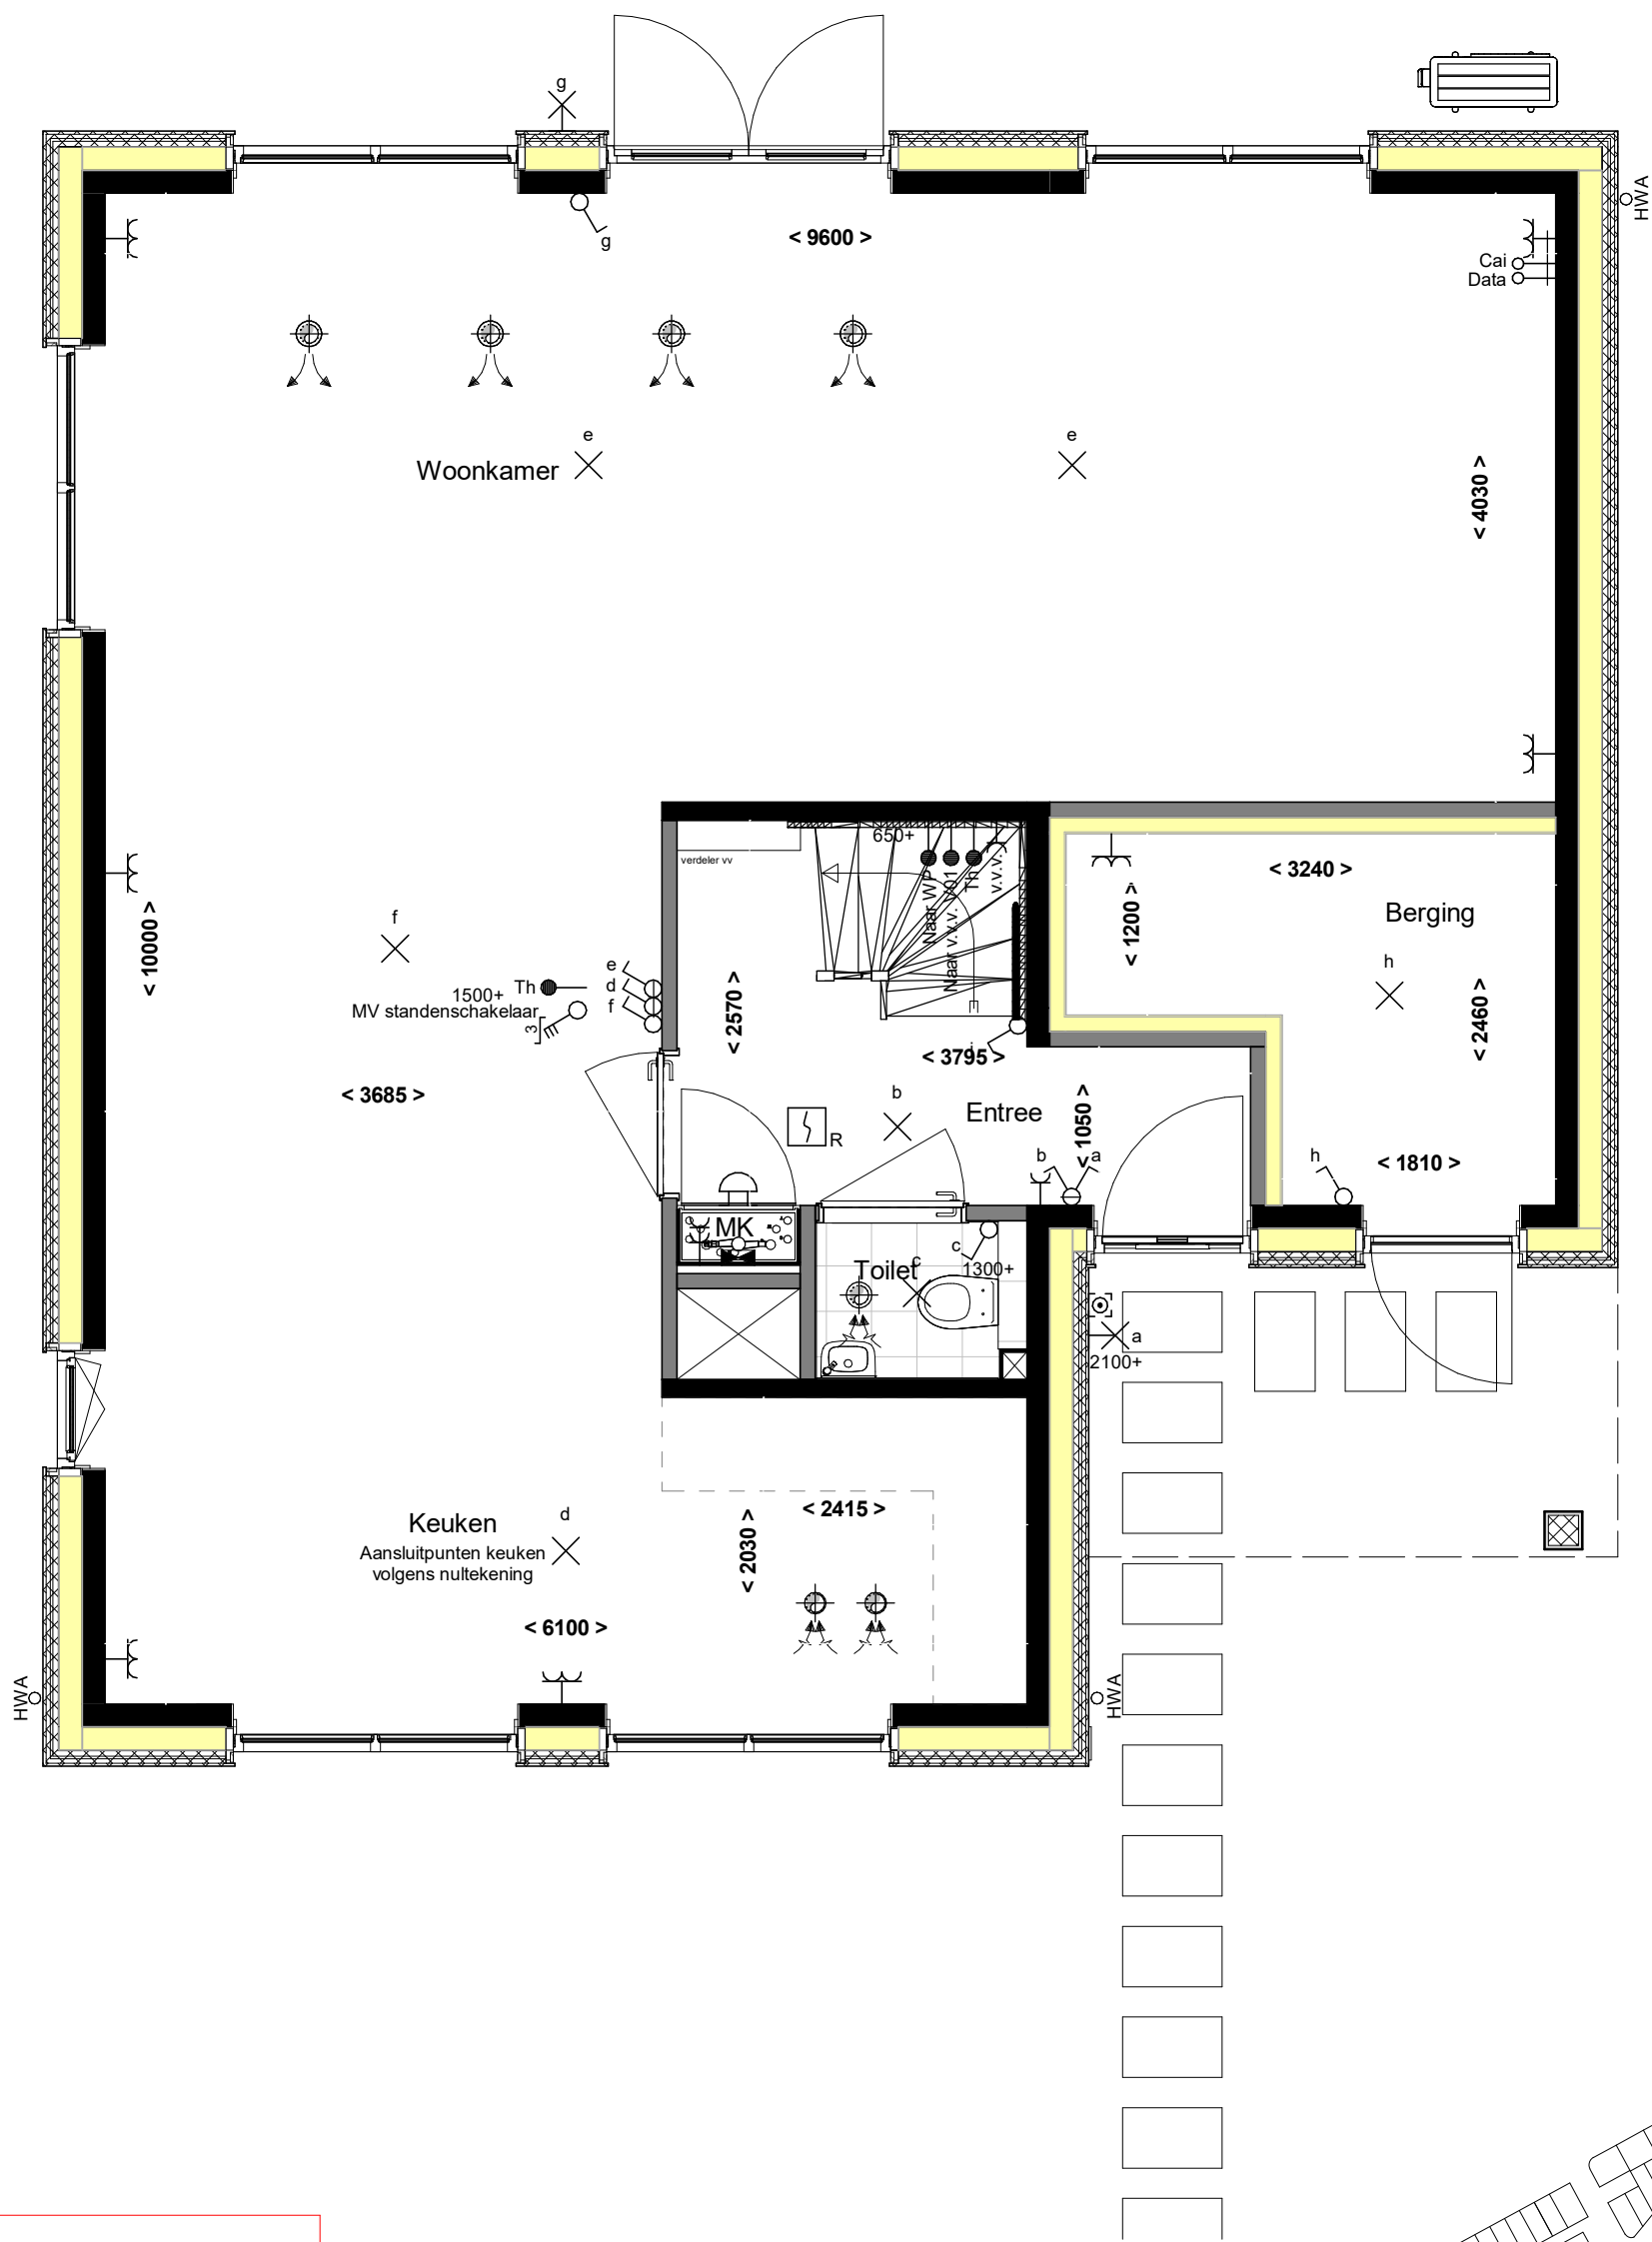 g
HWA
g
< 9600 >
Cai
Data
e
e
Woonkamer
< 4030 >
650+
verdeler vv
Naar WP
Naar v.v.v. V01
Th
v.v.v.
< 3240 >
< 1200 >
Berging
f
< 10000 >
h
e
Th
d
1500+
f
MV standenschakelaar
3
< 2570 >
< 2460 >
i
< 3795 >
< 3685 >
b
Entree
< 1050 >
R
b
a
h
< 1810 >
MK
c
Toilet
c
1300+
a
2100+
Keuken
d
< 2415 >
Aansluitpunten keuken
volgens nultekening
< 2030 >
< 6100 >
HWA
HWA